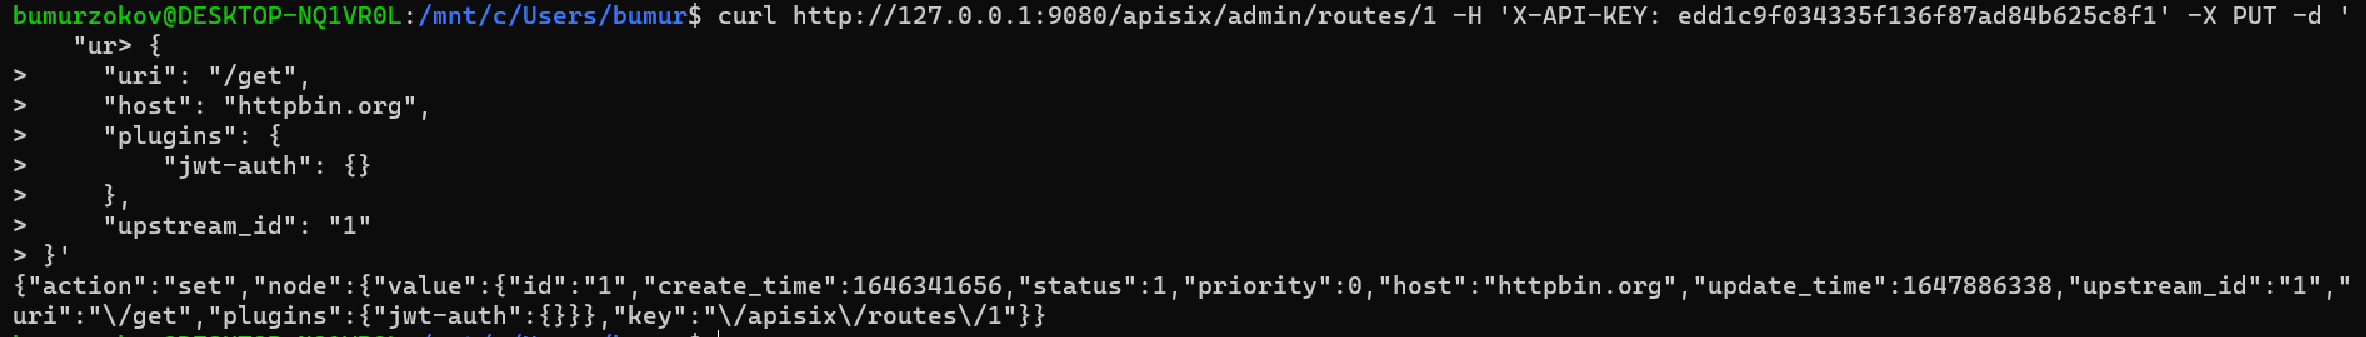 bumurzokov@DESKTOP-NQ1VR0L:/mnt/c/Users/bumur$ curl http://127.0.0.1:9080/apisix/admin/routes/1 -H 'X-API-KEY: edd1c9f034335f136f87ad84b625c8f1' -X PUT -d '
    "ur> {
>     "uri": "/get",
>     "host": "httpbin.org",
>     "plugins": {
>         "jwt-auth": {}
>     },
>     "upstream_id": "1"
> }'
{"action":"set","node":{"value":{"id":"1","create_time":1646341656,"status":1,"priority":0,"host":"httpbin.org","update_time":1647886338,"upstream_id":"1","
uri":"\/get","plugins":{"jwt-auth":{}}},"key":"\/apisix\/routes\/1"}}